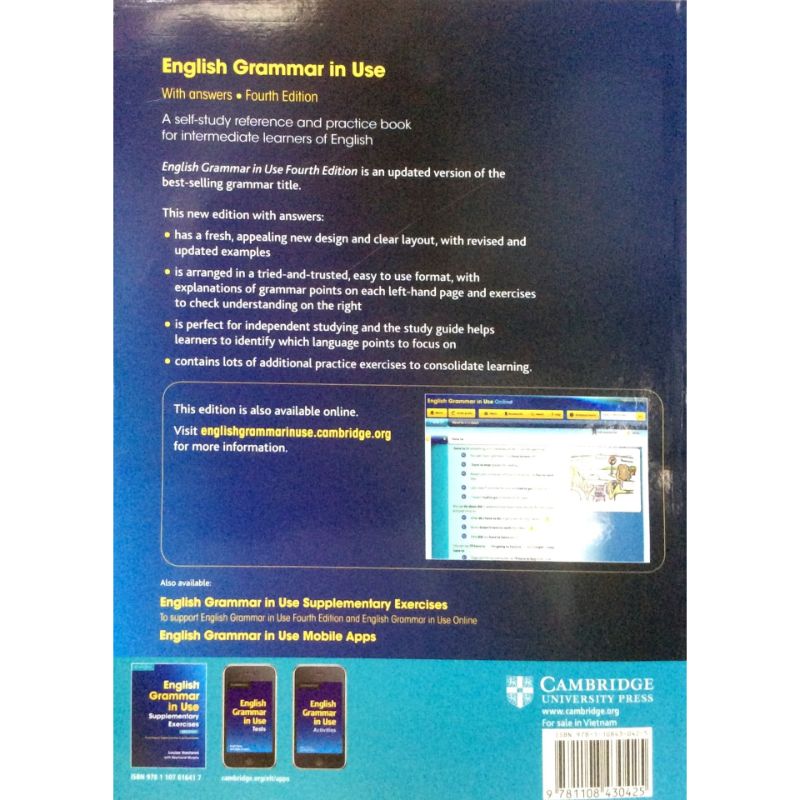 English Grammar in Use
With answers • Fourth Edition
A self-study reference and practice book
for intermediate learners of English
English Grammar in Use Fourth Edition is an updated version of the
best-selling grammar title.
This new edition with answers:
• has a fresh, appealing new design and clear layout, with revised and
updated examples
• is arranged in a tried-and-trusted, easy to use format, with
explanations of grammar points on each left-hand page and exercises
to check understanding on the right
• is perfect for independent studying and the study guide helps
learners to identify which language points to focus on
• contains lots of additional practice exercises to consolidate learning.
This edition is also available online.
Visit englishgrammarinuse.cambridge.org
for more information.
English Grammar in Use Online
Also available:
English Grammar in Use Supplementary Exercises
To support English Grammar in Use Fourth Edition and English Grammar in Use Online
English Grammar in Use Mobile Apps
English
Grammar
in Use
Supplementary
Exercises
English
Grammar
in Use
Tests
English
Grammar
in Use
Activities
ISBN 978 1 107 61641 7
cambridge.org/elt/apps
CAMBRIDGE
UNIVERSITY PRESS
www.cambridge.org
For sale in Vietnam
ISBN 978-1-10843-042-5
9 781108 430425